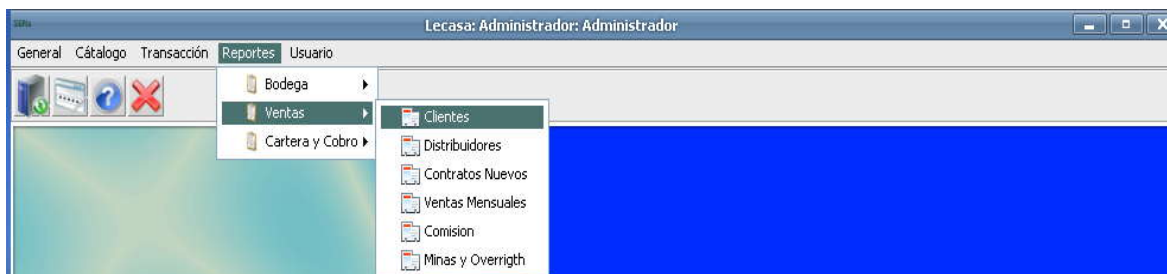 Lecasa: Administrador: Administrador
General Cátalogo Transacción Reportes Usuario
Bodega
Ventas
Cartera y Cobro
Clientes
Distribuidores
Contratos Nuevos
Ventas Mensuales
Comision
Minas y Overrigth